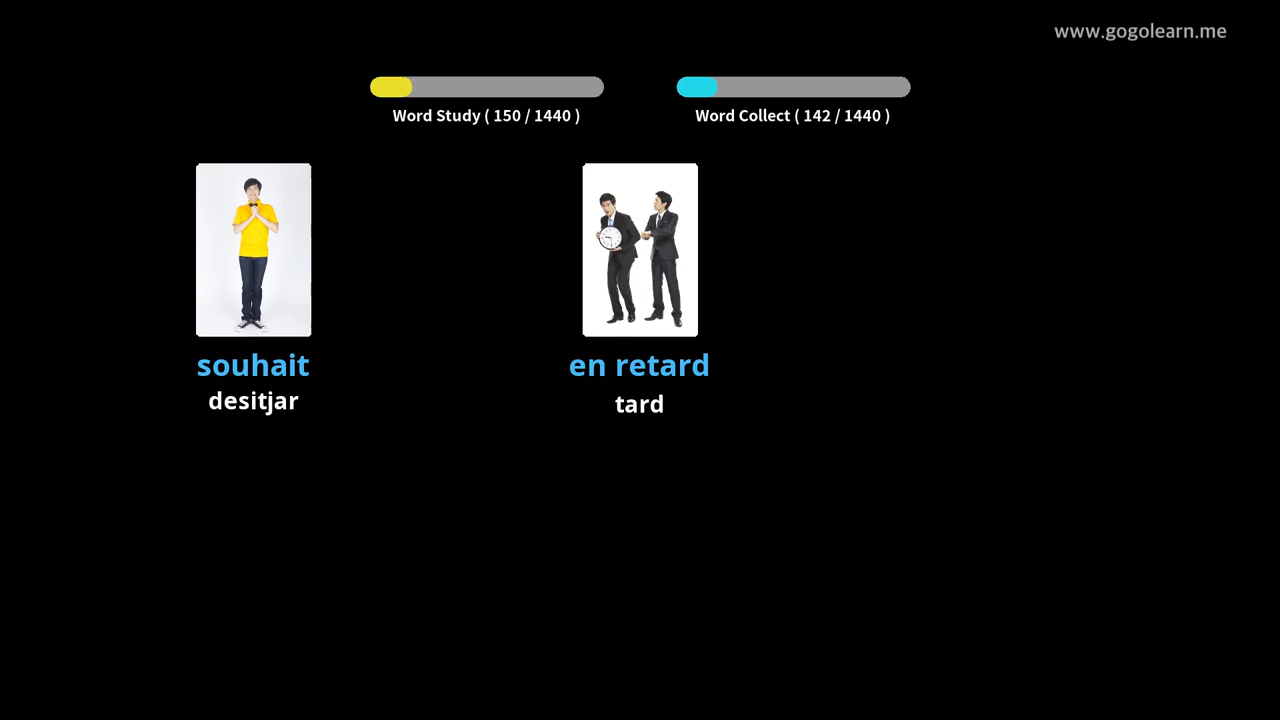 www.gogolearn.me
Word Study ( 150 / 1440 )
Word Collect ( 142 / 1440 )
souhait
desitjar
en retard
tard